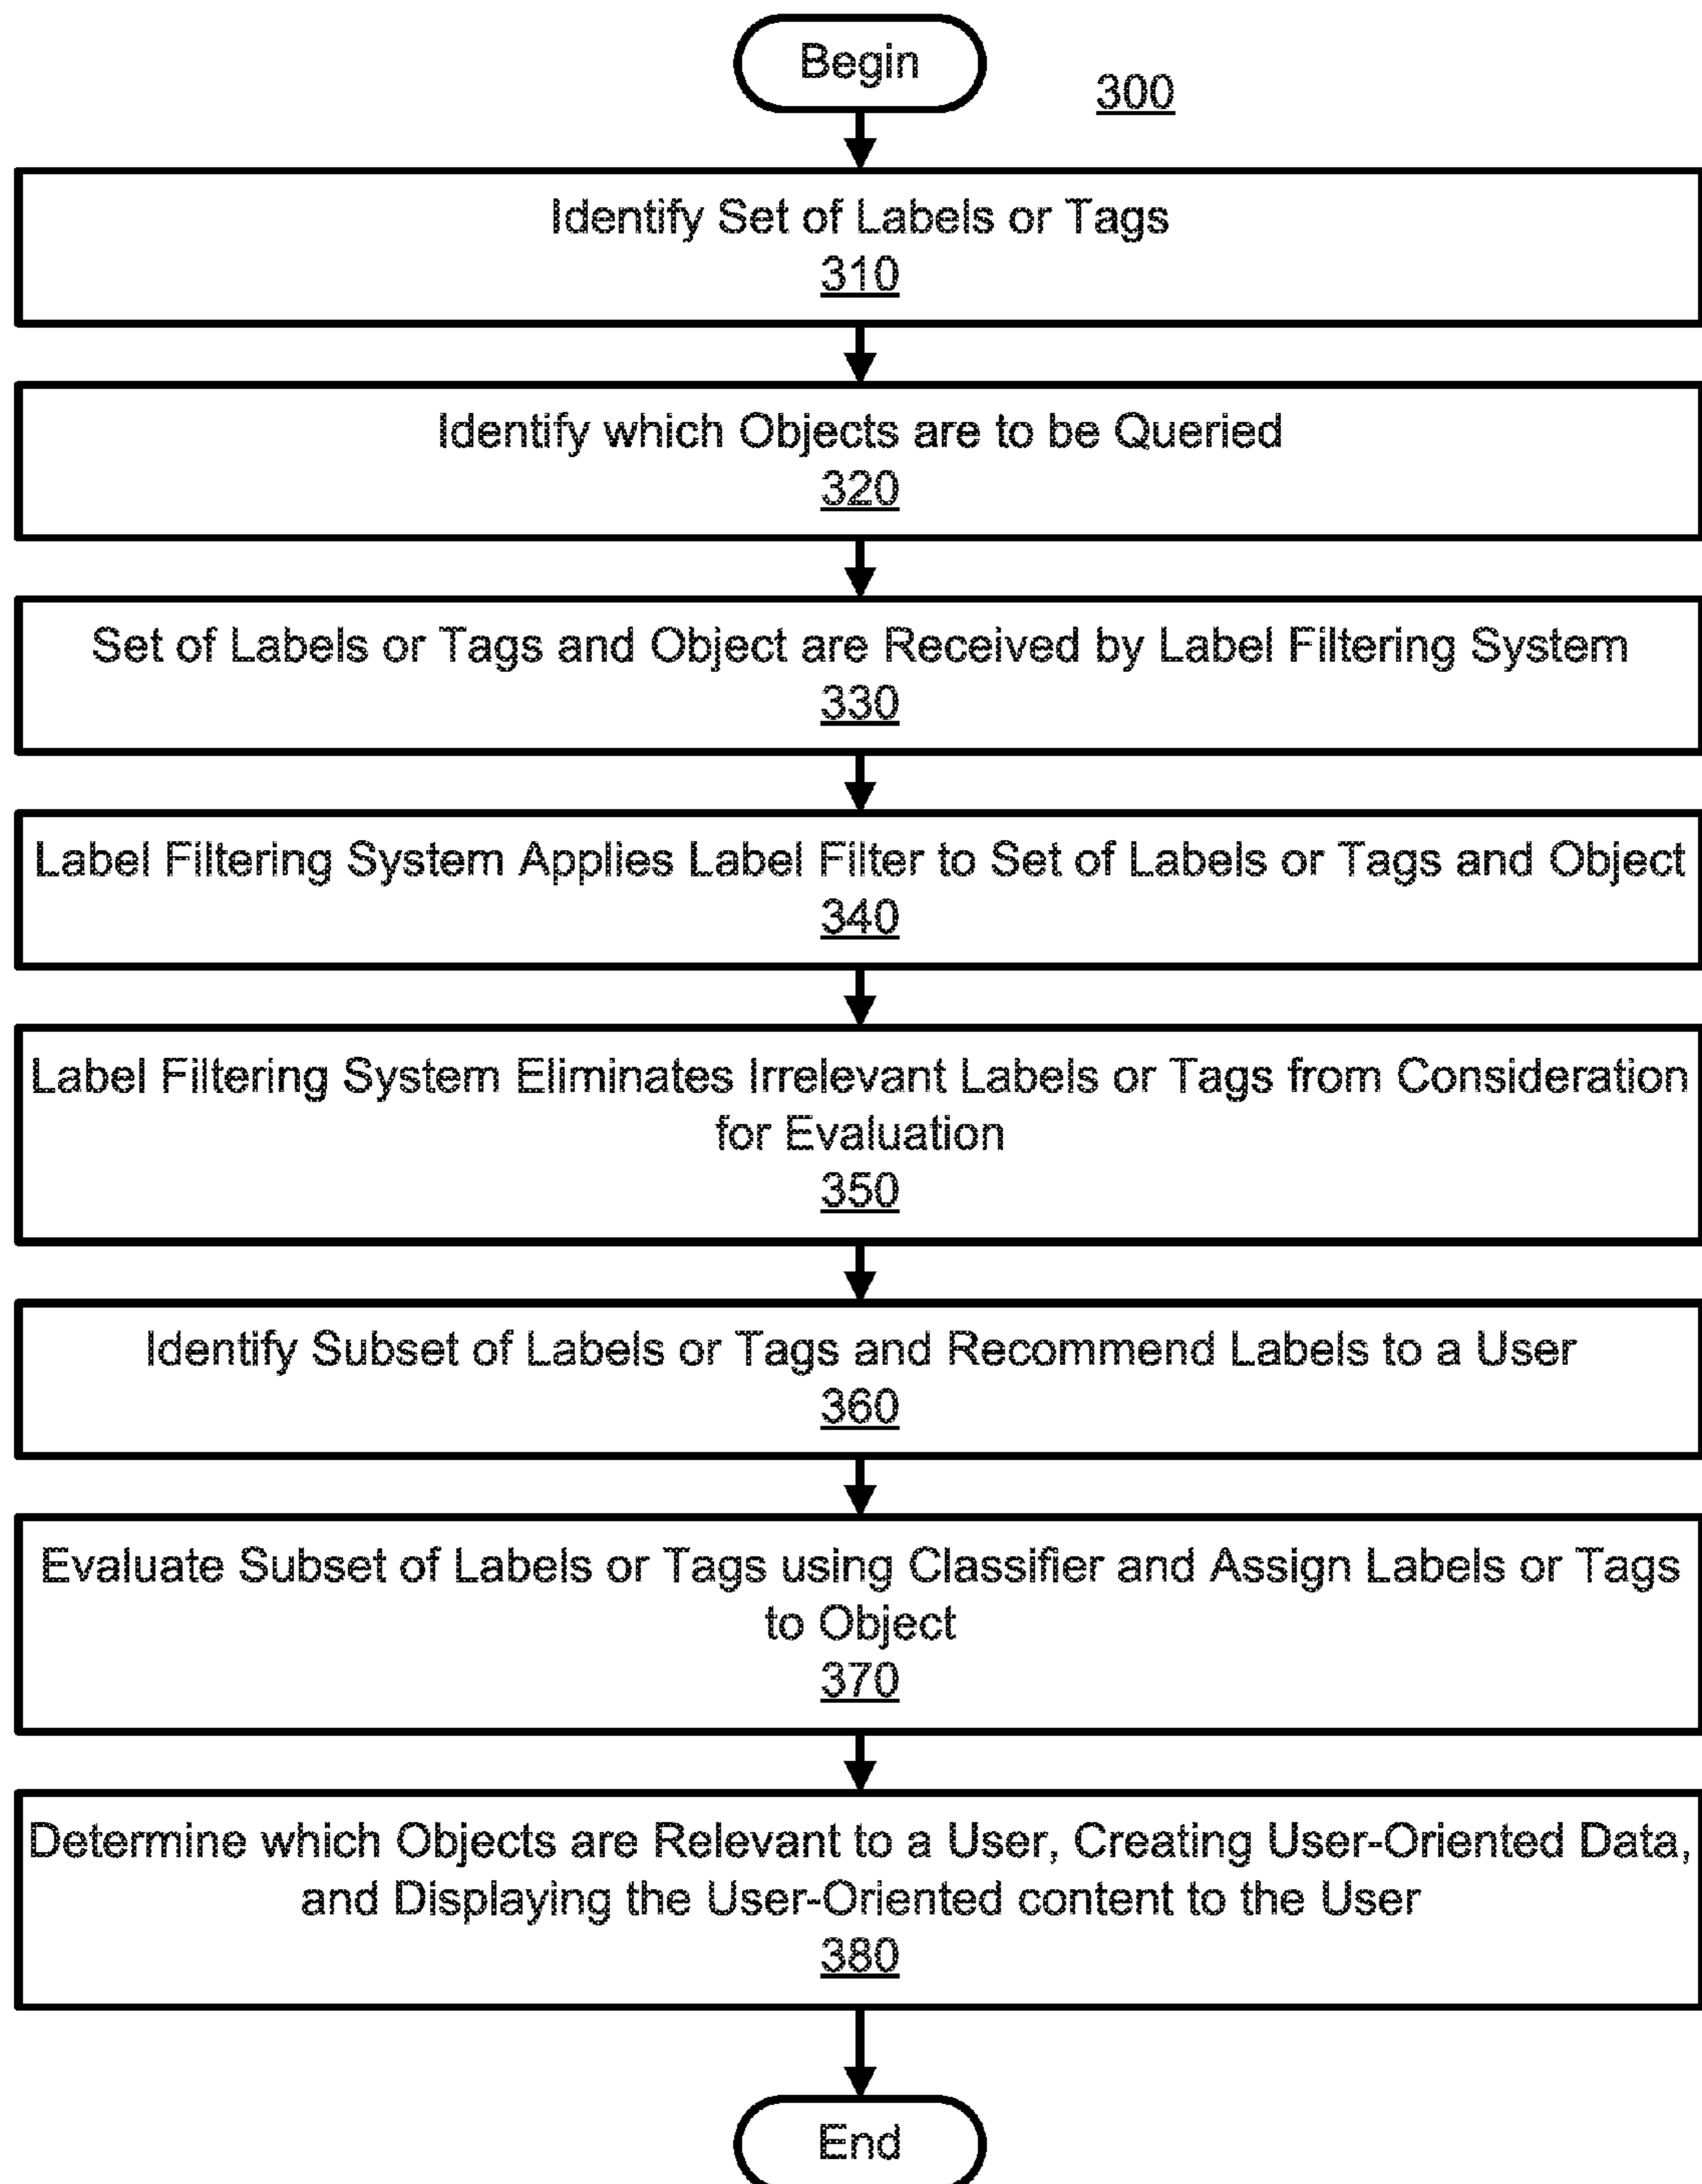 Begin
300
Identify Set of Labels or Tags
310
Identify which Objects are to be Queried
320
Set of Labels or Tags and Object are Received by Label Filtering System
330
Label Filtering System Applies Label Filter to Set of Labels or Tags and Object
340
Label Filtering System Eliminates Irrelevant Labels or Tags from Consideration
for Evaluation
350
Identify Subset of Labels or Tags and Recommend Labels to a User
360
Evaluate Subset of Labels or Tags using Classifier and Assign Labels or Tags
to Object
370
Determine which Objects are Relevant to a User, Creating User-Oriented Data,
and Displaying the User-Oriented content to the User
380
End